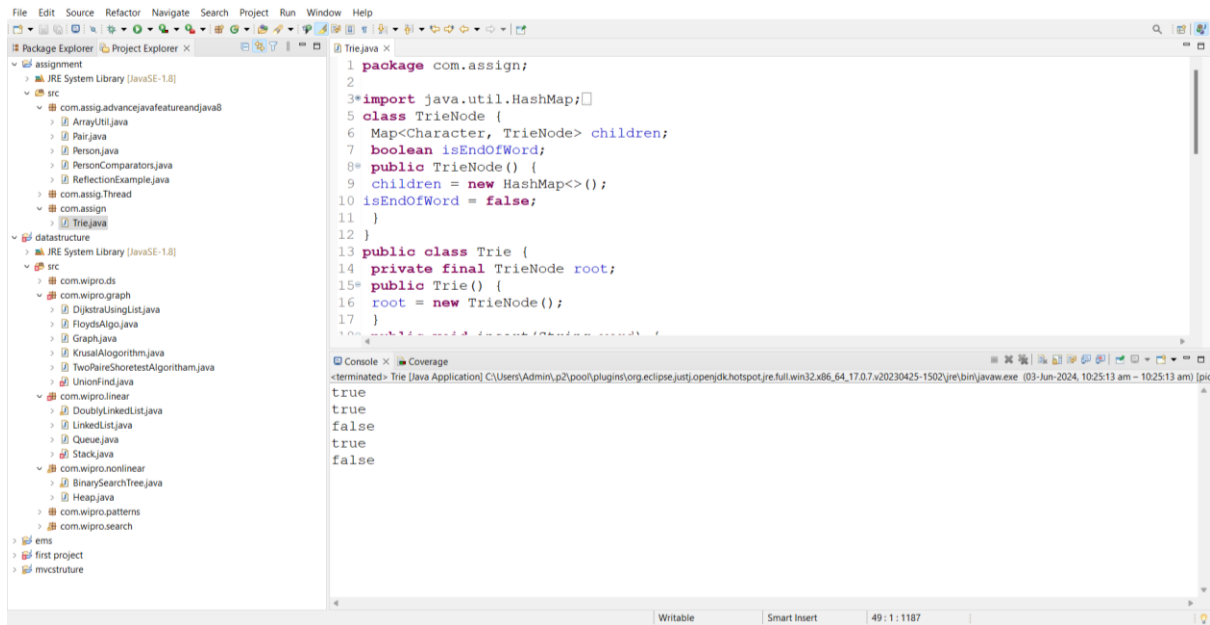 File Edit Source Refactor Navigate Search Project Run Window Help
Package Explorer Project Explorer ×
assignment
JRE System Library [JavaSE-1.8]
src
com.assig.advancejavafeatureandjava8
ArrayUtil.java
Pair.java
Person.java
PersonComparators.java
ReflectionExample.java
com.assig.Thread
com.assign
Trie.java
datastructure
JRE System Library [JavaSE-1.8]
src
com.wipro.ds
com.wipro.graph
DijkstraUsingList.java
FloydsAlgo.java
Graph.java
KrusalAlogorithm.java
TwoPaireShoretestAlgoritham.java
UnionFind.java
com.wipro.linear
DoublyLinkedList.java
LinkedList.java
Queue.java
Stack.java
com.wipro.nonlinear
BinarySearchTree.java
Heap.java
com.wipro.patterns
com.wipro.search
ems
first project
mvcstruture
Trie.java ×
1 package com.assign;
2
3 import java.util.HashMap;
5 class TrieNode {
6 Map<Character, TrieNode> children;
7 boolean isEndOfWord;
8 public TrieNode() {
9 children = new HashMap<>();
10 isEndOfWord = false;
11 }
12 }
13 public class Trie {
14 private final TrieNode root;
15 public Trie() {
16 root = new TrieNode();
17 }
Console × Coverage
<terminated> Trie [Java Application] C:\Users\Admin\.p2\pool\plugins\org.eclipse.justj.openjdk.hotspot.jre.full.win32.x86_64_17.0.7.v20230425-1502\jre\bin\javaw.exe (03-Jun-2024, 10:25:13 am – 10:25:13 am) [pic
true
true
false
true
false
Writable Smart Insert 49 : 1 : 1187